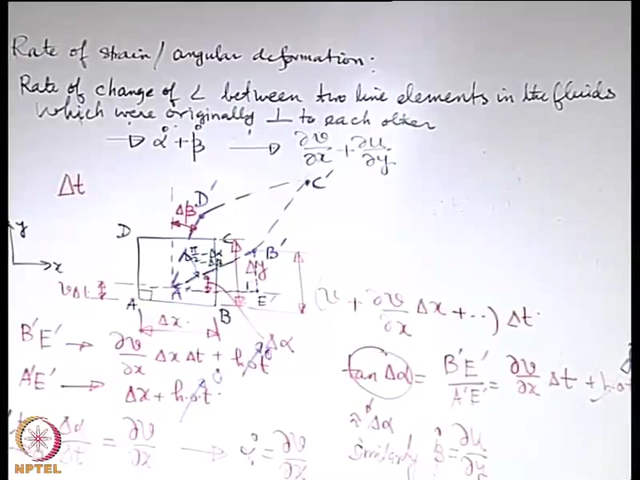 Rate of strain/angular deformation:
Rate of change of ∠ between two line elements in the fluids
which were originally ⊥ to each other
→ α̇ + β̇ → ∂v/∂x + ∂u/∂y
Δt
D'
C'
Δβ
y
D
C
B'
Δy
x
A'
E'
vΔt
A
B
Δx
(v + ∂v/∂x Δx + ..) Δt.
Δα
B'E' → ∂v/∂x Δx Δt + h.o.t
A'E' → Δx + h.o.t.
tan Δα = B'E'/A'E' = ∂v/∂x Δt + h.o.t
≈ Δα
Δα/Δt = ∂v/∂x → α̇ = ∂v/∂x
Similarly β̇ = ∂u/∂y
NPTEL